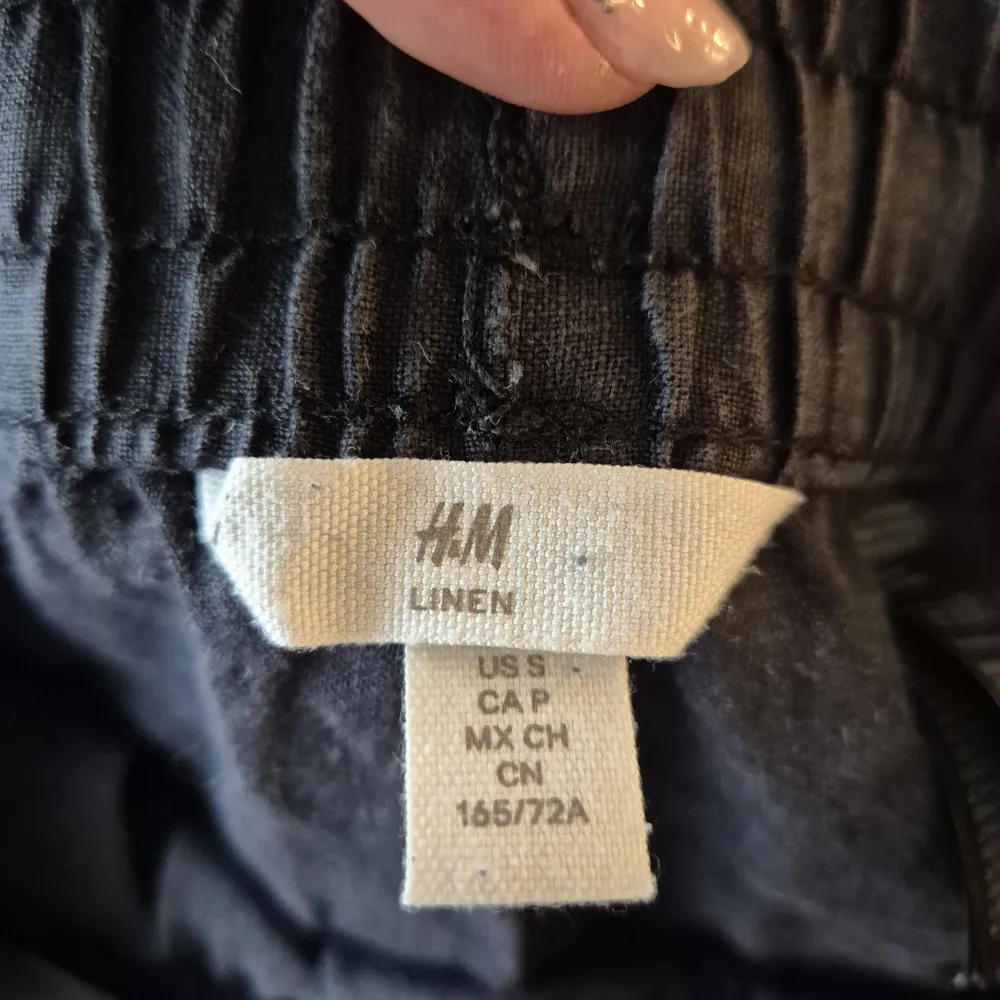 H&M
LINEN
US S
CA P
MX CH
CN
165/72A